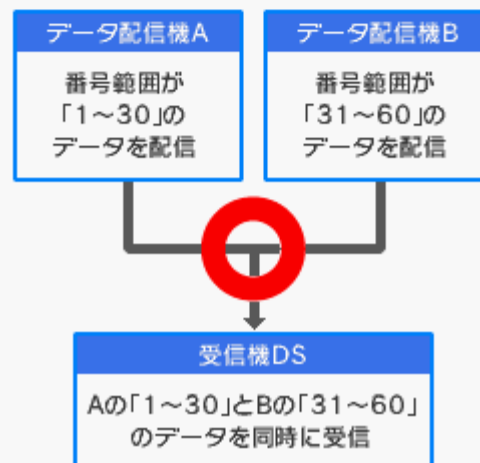 データ配信機A
番号範囲が
「1～30」の
データを配信
データ配信機B
番号範囲が
「31～60」の
データを配信
受信機DS
Aの「1～30」とBの「31～60」
のデータを同時に受信